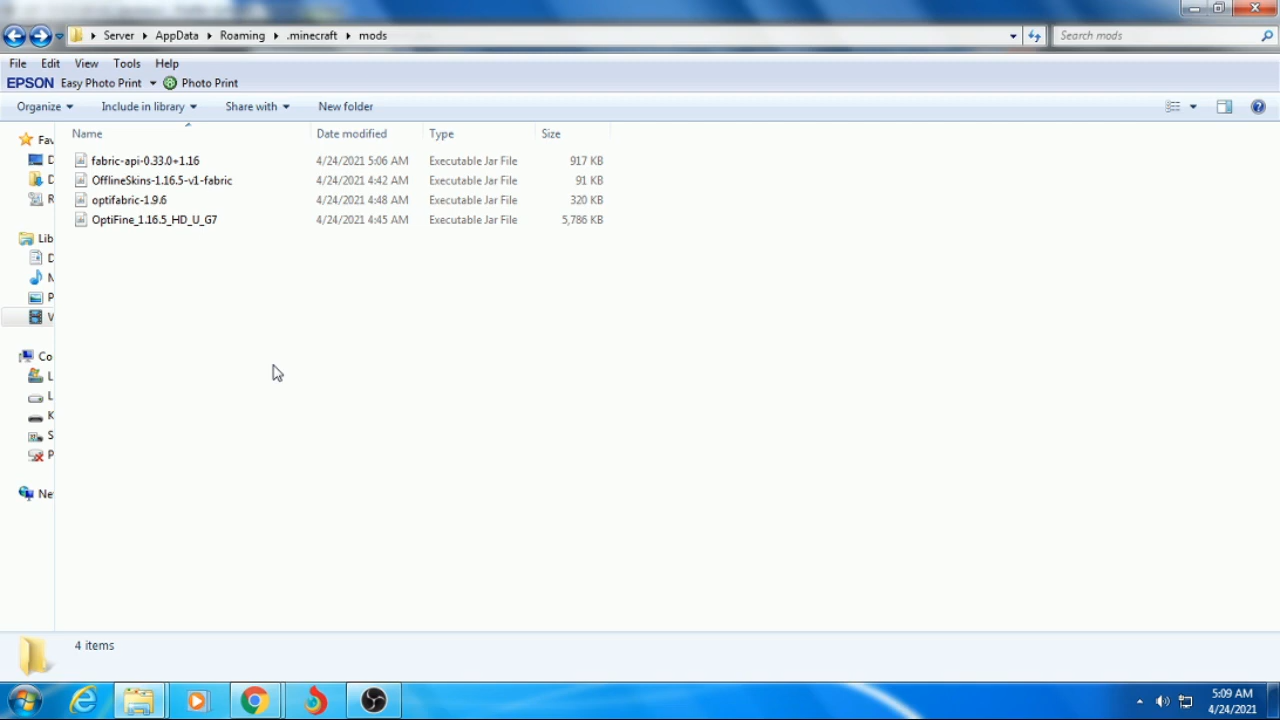 Server AppData Roaming .minecraft mods Search mods
File Edit View Tools Help
EPSON Easy Photo Print Photo Print
Organize Include in library Share with New folder
Name Date modified Type Size
fabric-api-0.33.0+1.16 4/24/2021 5:06 AM Executable Jar File 917 KB
OfflineSkins-1.16.5-v1-fabric 4/24/2021 4:42 AM Executable Jar File 91 KB
optifabric-1.9.6 4/24/2021 4:48 AM Executable Jar File 320 KB
OptiFine_1.16.5_HD_U_G7 4/24/2021 4:45 AM Executable Jar File 5,786 KB
Fav
D
D
R
Lib
D
M
P
V
Co
L
L
K
S
P
Ne
4 items
5:09 AM
4/24/2021